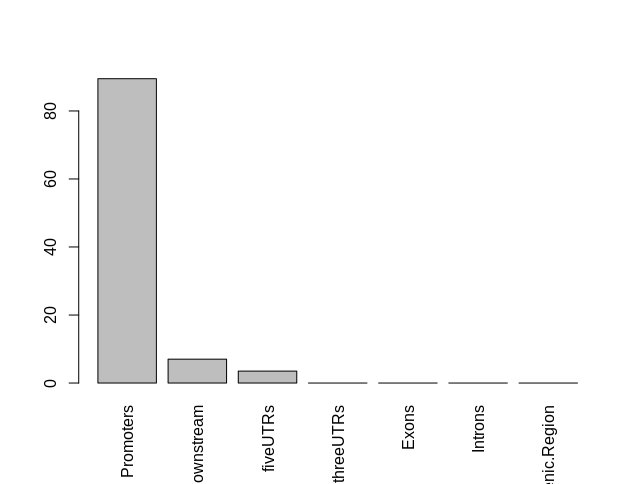 80
60
40
20
0
Promoters
ownstream
fiveUTRs
threeUTRs
Exons
Introns
enic.Region